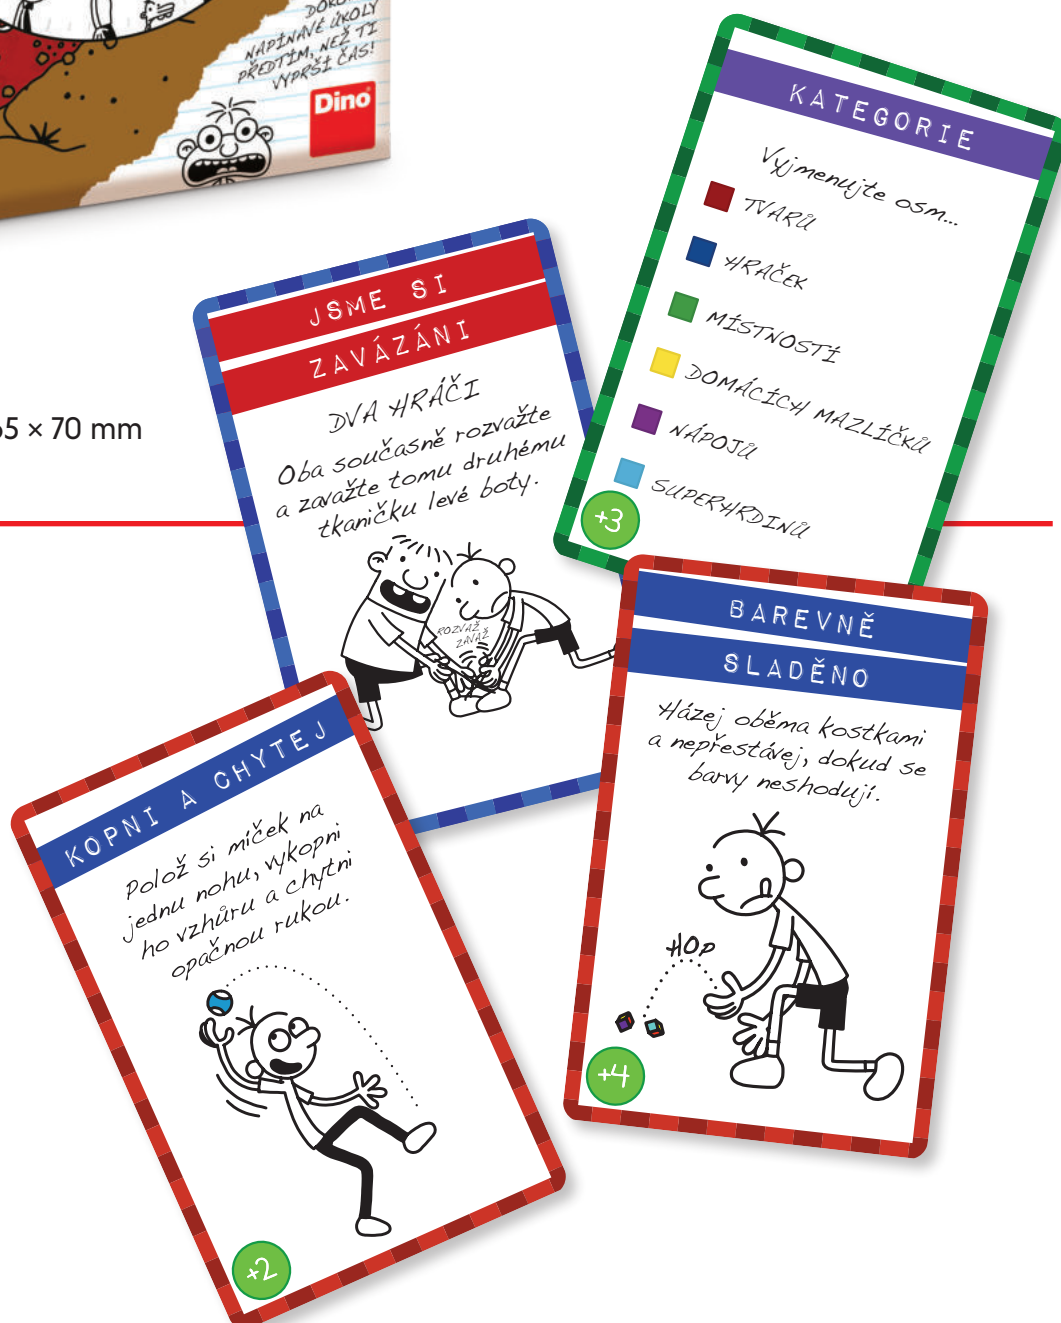 NAPÍNAVÉ ÚKOLY
PŘEDTÍM, NEŽ TI
VYPRŠÍ ČAS!
Dino
KATEGORIE
Vyjmenujte osm...
TVARŮ
HRAČEK
MÍSTNOSTÍ
DOMÁCÍCH MAZLÍČKŮ
NÁPOJŮ
SUPERHRDINŮ
+3
JSME SI
ZAVÁZÁNI
DVA HRÁČI
Oba současně rozvažte
a zavažte tomu druhému
tkaničku levé boty.
ROZVAŽ
ZAVAŽ
65 × 70 mm
BAREVNĚ
SLADĚNO
Házej oběma kostkami
a nepřestávej, dokud se
barvy neshodují.
HOP
+4
KOPNI A CHYTEJ
Polož si míček na
jednu nohu, vykopni
ho vzhůru a chytni
opačnou rukou.
+2